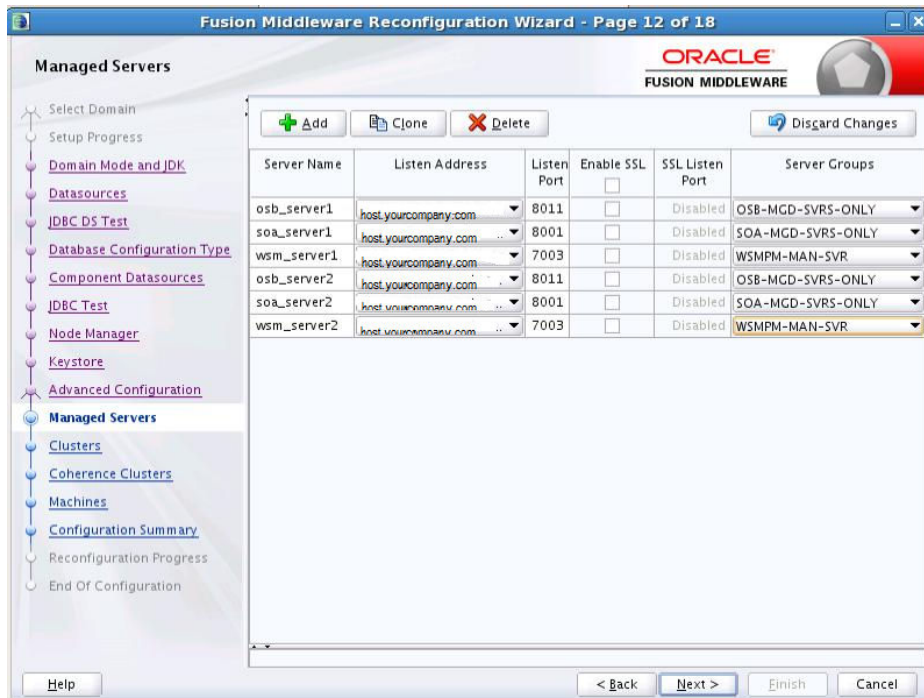 Fusion Middleware Reconfiguration Wizard - Page 12 of 18
Managed Servers
ORACLE
FUSION MIDDLEWARE
Select Domain
Setup Progress
Domain Mode and JDK
Datasources
JDBC DS Test
Database Configuration Type
Component Datasources
JDBC Test
Node Manager
Keystore
Advanced Configuration
Managed Servers
Clusters
Coherence Clusters
Machines
Configuration Summary
Reconfiguration Progress
End Of Configuration
Add Clone Delete Discard Changes
Server Name Listen Address Listen Port Enable SSL SSL Listen Port Server Groups
osb_server1 host.yourcompany.com 8011 Disabled OSB-MGD-SVRS-ONLY
soa_server1 host.yourcompany.com 8001 Disabled SOA-MGD-SVRS-ONLY
wsm_server1 host.yourcompany.com 7003 Disabled WSMPM-MAN-SVR
osb_server2 host.yourcompany.com 8011 Disabled OSB-MGD-SVRS-ONLY
soa_server2 host.yourcompany.com 8001 Disabled SOA-MGD-SVRS-ONLY
wsm_server2 host.yourcompany.com 7003 Disabled WSMPM-MAN-SVR
Help < Back Next > Finish Cancel